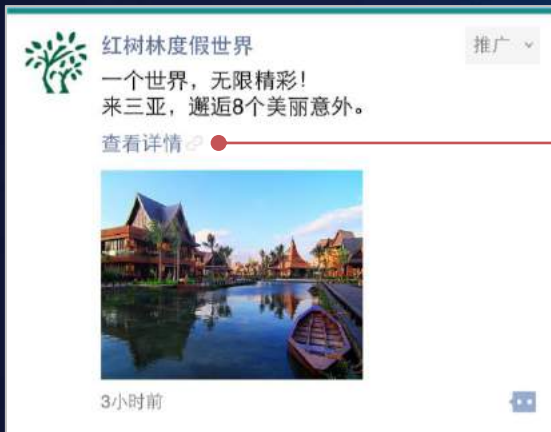 红树林度假世界
推广
一个世界，无限精彩！
来三亚，邂逅8个美丽意外。
查看详情
3小时前